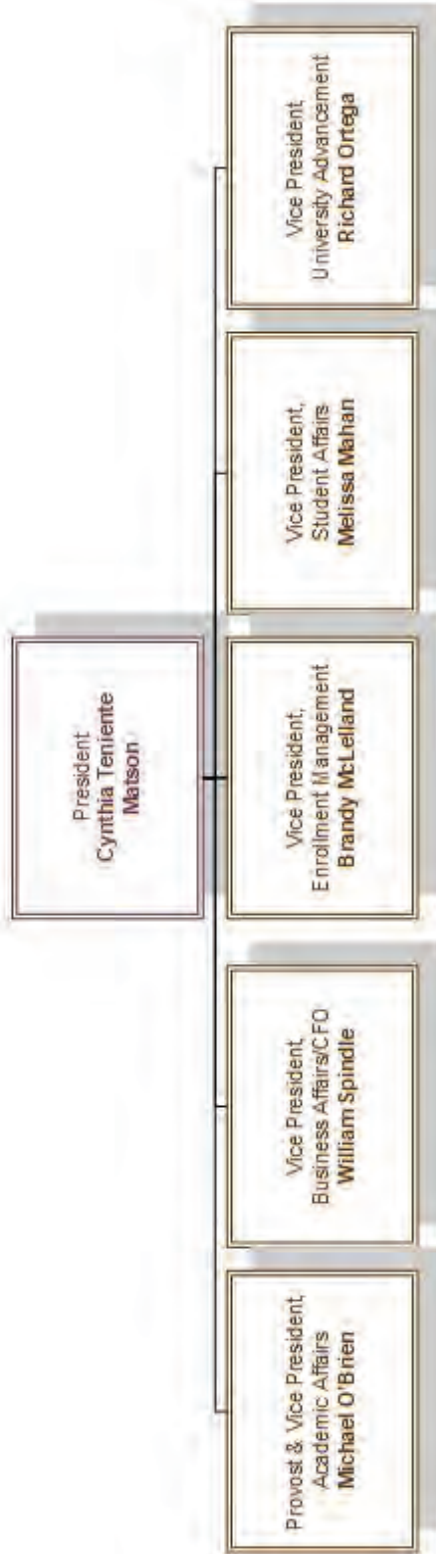 President
Cynthia Teniente
Matson
Provost & Vice President,
Academic Affairs
Michael O'Brien
Vice President,
Business Affairs/CFO
William Spindle
Vice President,
Enrollment Management
Brandy McLelland
Vice President,
Student Affairs
Melissa Mahan
Vice President,
University Advancement
Richard Ortega